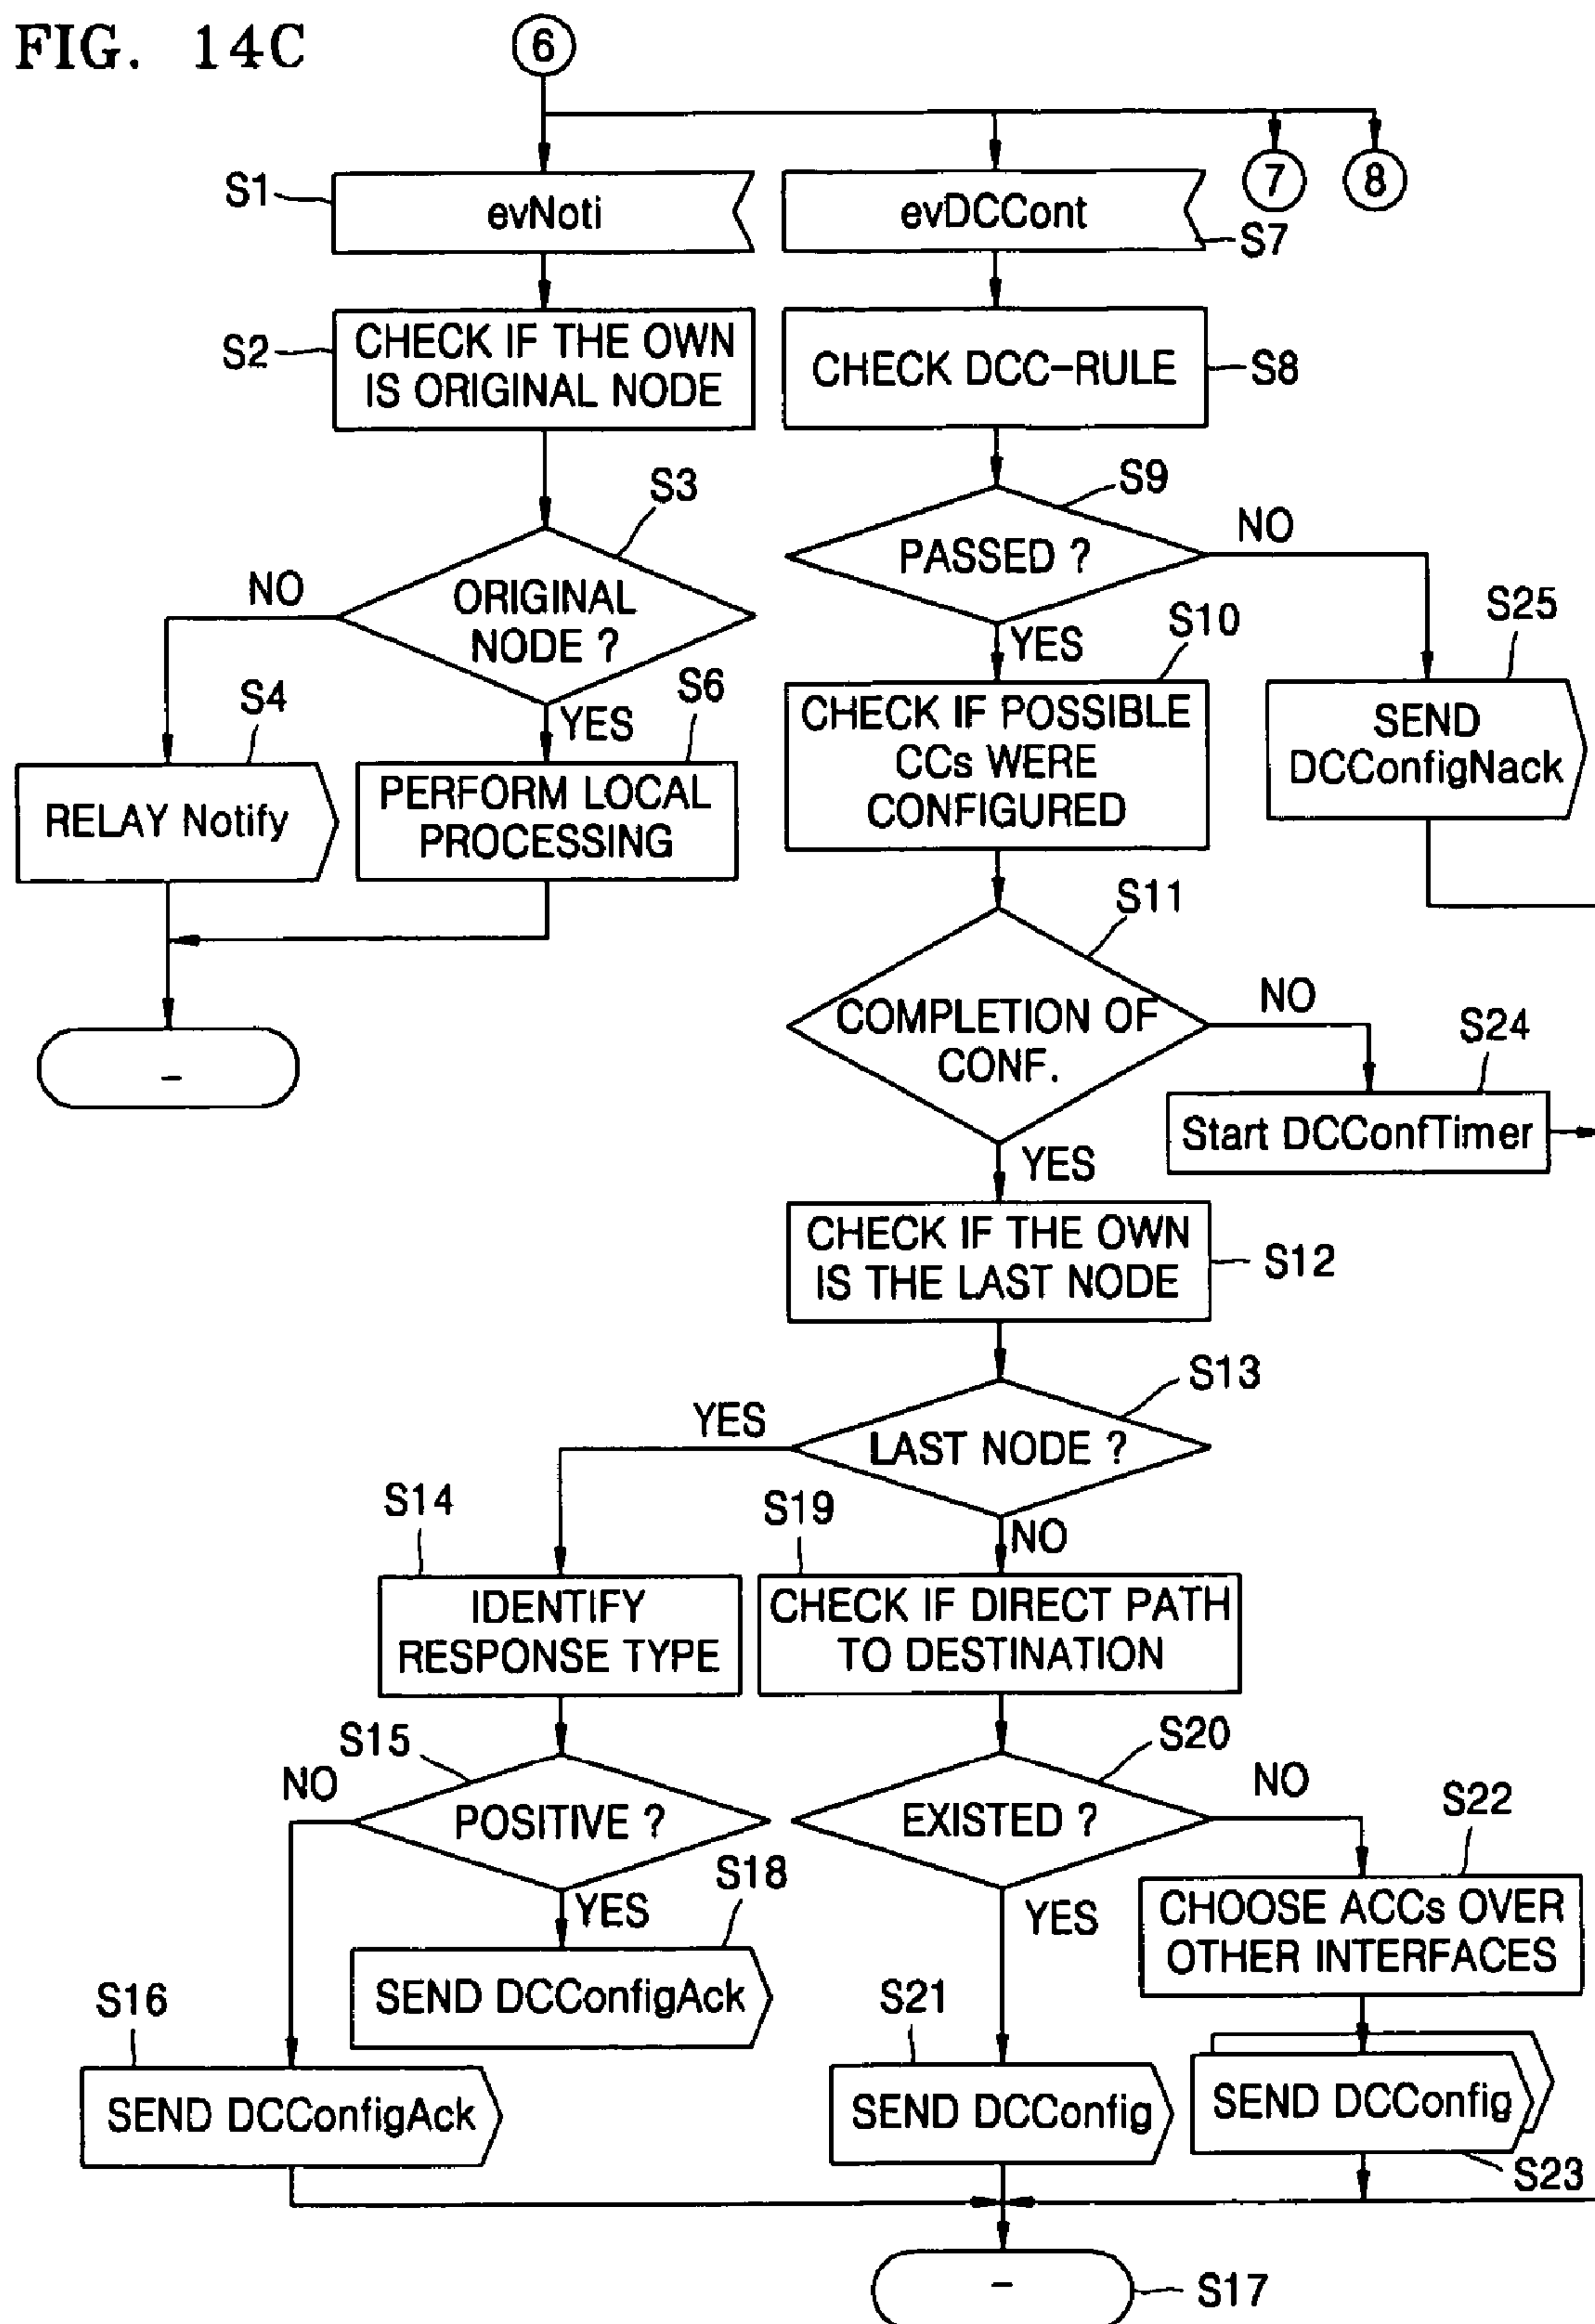 FIG. 14C
6
7
8
S1
evNoti
evDCCont
S7
S2
CHECK IF THE OWN
IS ORIGINAL NODE
CHECK DCC-RULE
S8
S3
S9
ORIGINAL
NODE ?
NO
YES
PASSED ?
NO
YES
S4
RELAY Notify
S6
PERFORM LOCAL
PROCESSING
–
S10
CHECK IF POSSIBLE
CCs WERE
CONFIGURED
S25
SEND
DCConfigNack
S11
COMPLETION OF
CONF.
NO
YES
S24
Start DCConfTimer
CHECK IF THE OWN
IS THE LAST NODE
S12
S13
LAST NODE ?
YES
NO
S14
IDENTIFY
RESPONSE TYPE
S19
CHECK IF DIRECT PATH
TO DESTINATION
S15
POSITIVE ?
NO
YES
S20
EXISTED ?
NO
YES
S18
SEND DCConfigAck
S22
CHOOSE ACCs OVER
OTHER INTERFACES
S16
SEND DCConfigAck
S21
SEND DCConfig
SEND DCConfig
S23
–
S17